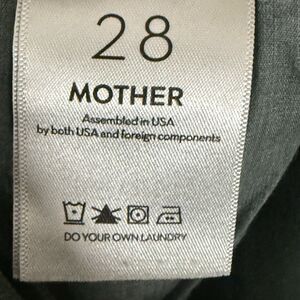 28
MOTHER
Assembled in USA
by both USA and foreign components
DO YOUR OWN LAUNDRY